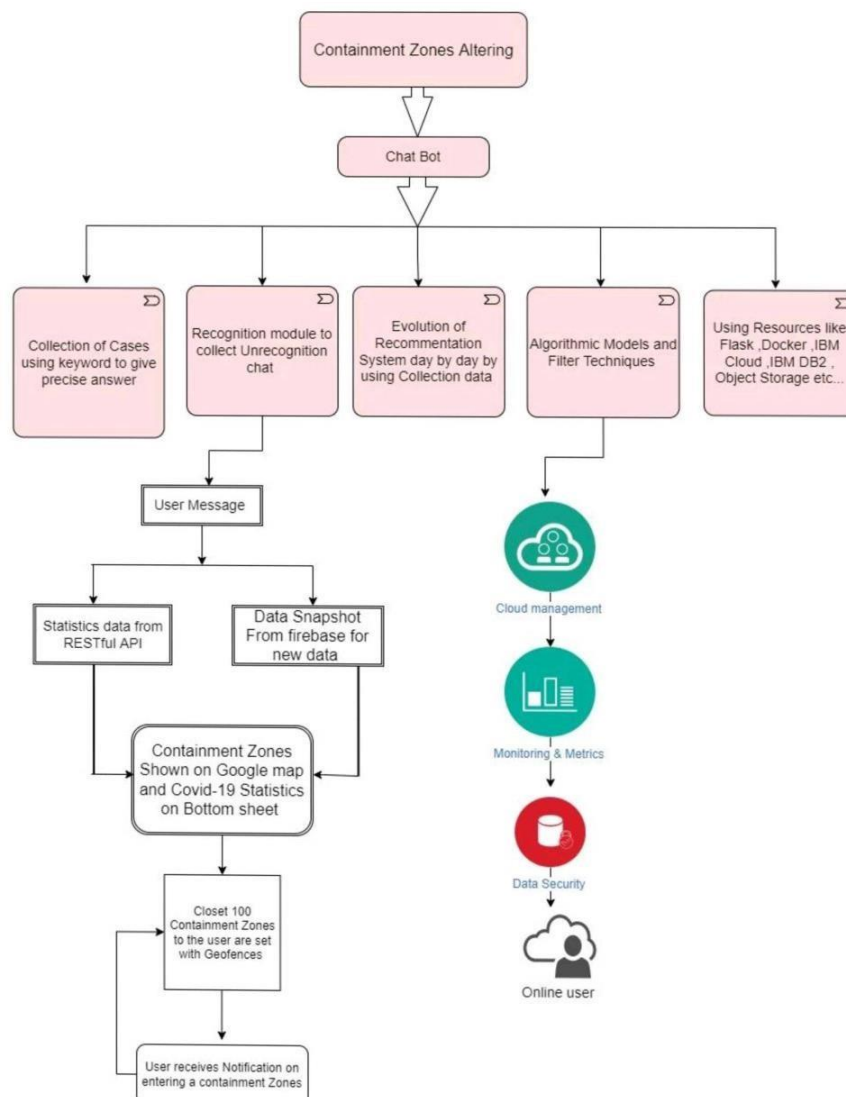 Containment Zones Altering
Chat Bot
Collection of Cases
using keyword to give
precise answer
Recognition module to
collect Unrecognition
chat
Evolution of
Recommentation
System day by day by
using Collection data
Algorithmic Models and
Filter Techniques
Using Resources like
Flask ,Docker ,IBM
Cloud ,IBM DB2 ,
Object Storage etc...
User Message
Statistics data from
RESTful API
Data Snapshot
From firebase for
new data
Containment Zones
Shown on Google map
and Covid-19 Statistics
on Bottom sheet
Closet 100
Containment Zones
to the user are set
with Geofences
User receives Notification on
entering a containment Zones
Cloud management
Monitoring & Metrics
Data Security
Online user